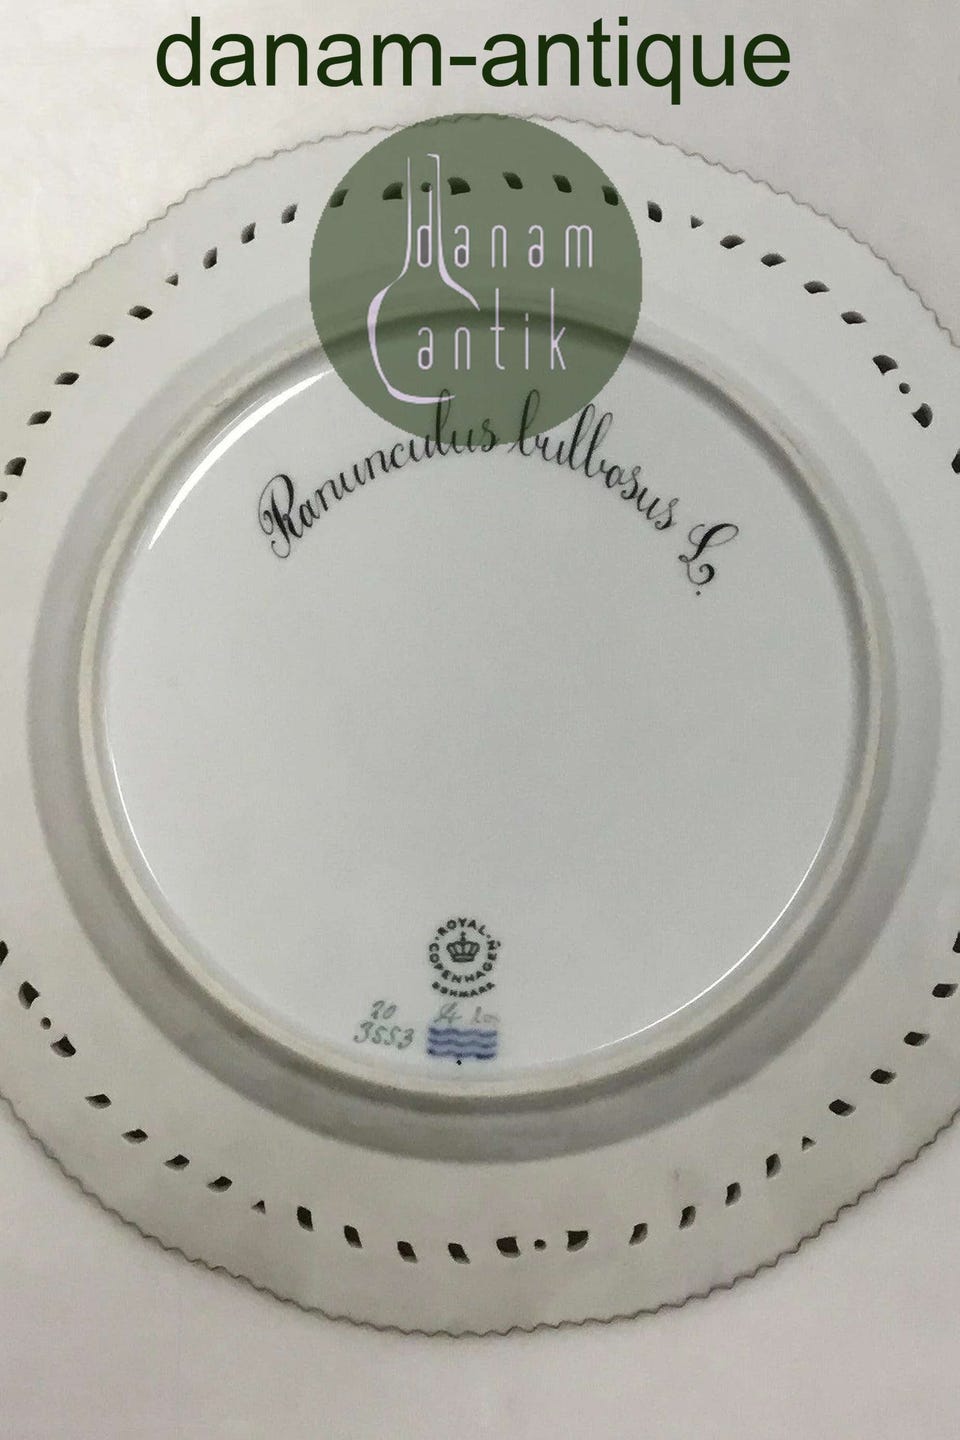 danam-antique
danam
antik
Ranunculus bulbosus L.
ROYAL COPENHAGEN
DENMARK
20
3553